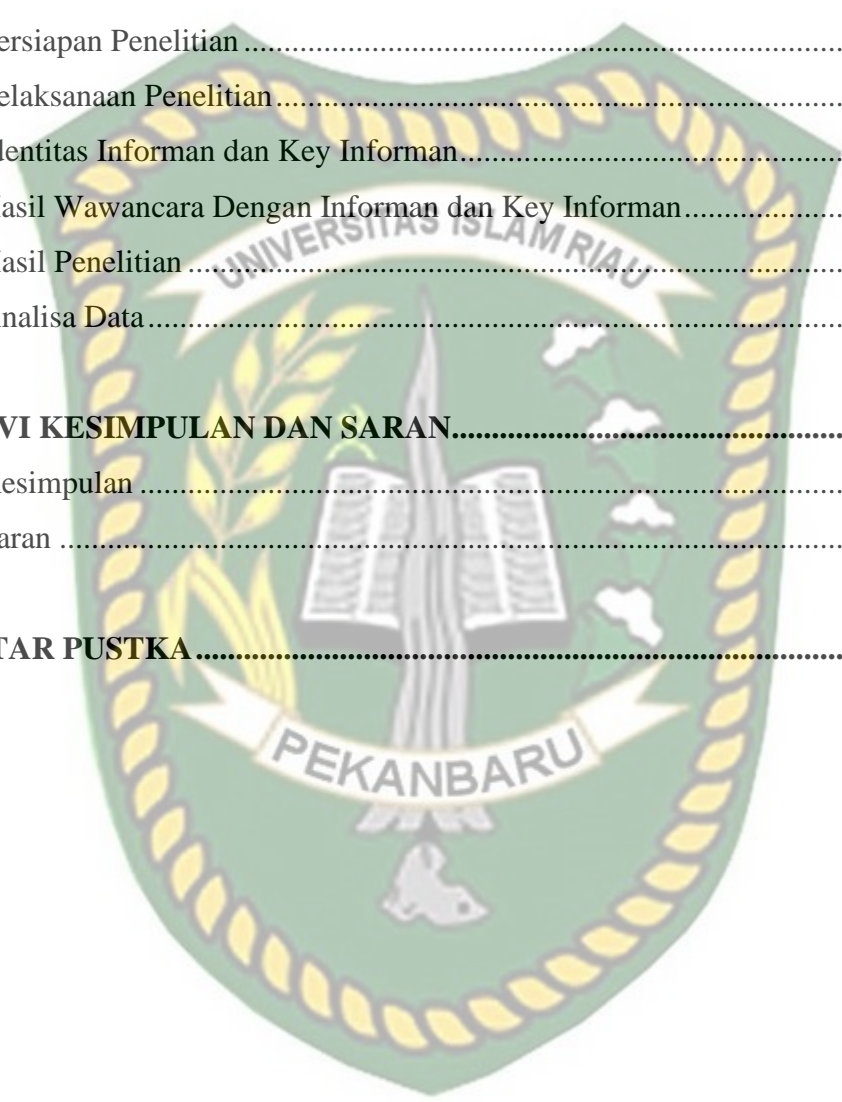 ersiapan Penelitian ................................................................................
elaksanaan Penelitian ................................................................................
dentitas Informan dan Key Informan ................................................................................
asil Wawancara Dengan Informan dan Key Informan ................................................................................
UNIVERSITAS ISLAM RIAU
asil Penelitian ................................................................................
nalisa Data ................................................................................
VI KESIMPULAN DAN SARAN ................................................................................
esimpulan ................................................................................
aran ................................................................................
TAR PUSTKA ................................................................................
PEKANBARU